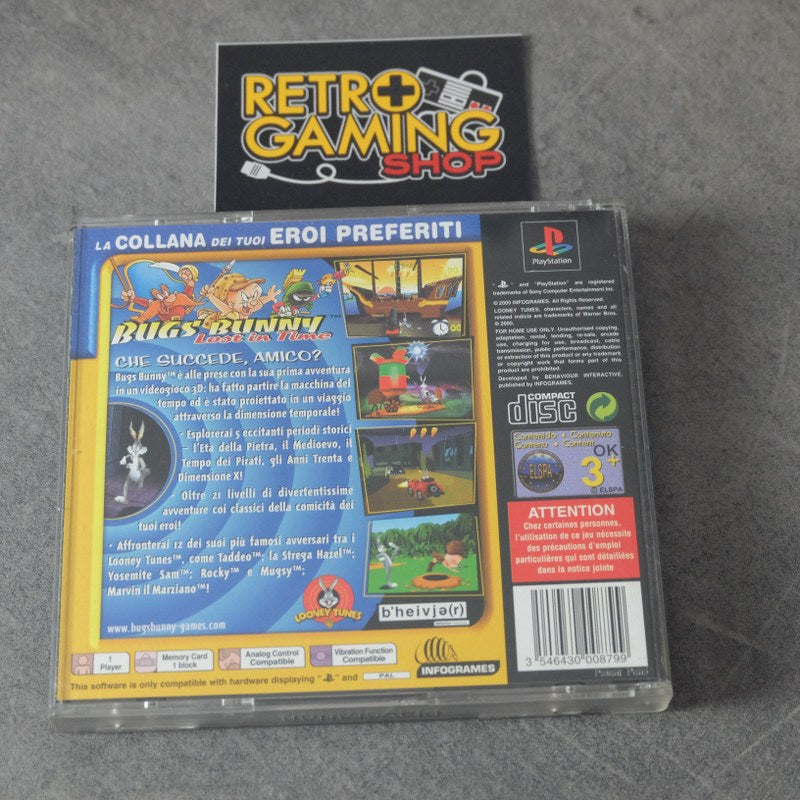 RETRO
GAMING
SHOP
LA COLLANA DEI TUOI EROI PREFERITI
BUGS BUNNY™
Lost in Time
CHE SUCCEDE, AMICO?
Bugs Bunny™ è alle prese con la sua prima avventura
in un videogioco 3D: ha fatto partire la macchina del
tempo ed è stato proiettato in un viaggio
attraverso la dimensione temporale!
· Esplorerai 5 eccitanti periodi storici
– l'Età della Pietra, il Medioevo, il
Tempo dei Pirati, gli Anni Trenta e
Dimensione X!
· Oltre 21 livelli di divertentissime
avventure coi classici della comicità dei
tuoi eroi!
· Affronterai 12 dei suoi più famosi avversari tra i
Looney Tunes™, come Taddeo™; la Strega Hazel™;
Yosemite Sam™; Rocky™ e Mugsy™;
Marvin il Marziano™!
www.bugsbunny-games.com
LOONEY TUNES
b'heivjə(r)
1
Player
Memory Card
1 block
Analog Control
Compatible
Vibration Function
Compatible
INFOGRAMES
This software is only compatible with hardware displaying " " and PAL
PlayStation
" " and "PlayStation" are registered
trademarks of Sony Computer Entertainment Inc.
© 2000 INFOGRAMES. All Rights Reserved.
LOONEY TUNES, characters, names and all
related indicia are trademarks of Warner Bros.
© 2000.
FOR HOME USE ONLY. Unauthorised copying,
adaptation, rental, lending, re-sale, arcade
use, charging for use, broadcast, cable
transmission, public performance, distribution
or extraction of this product or any trademark
or copyright work that forms part of this
product are prohibited.
Developed by BEHAVIOUR INTERACTIVE,
published by INFOGRAMES.
COMPACT
disc
Contenido • Contenuto
Contenu • Content
ELSPA
OK
3+
© ELSPA
ATTENTION
Chez certaines personnes,
l'utilisation de ce jeu nécessite
des précautions d'emploi
particulières qui sont détaillées
dans la notice jointe
3 546430 008799